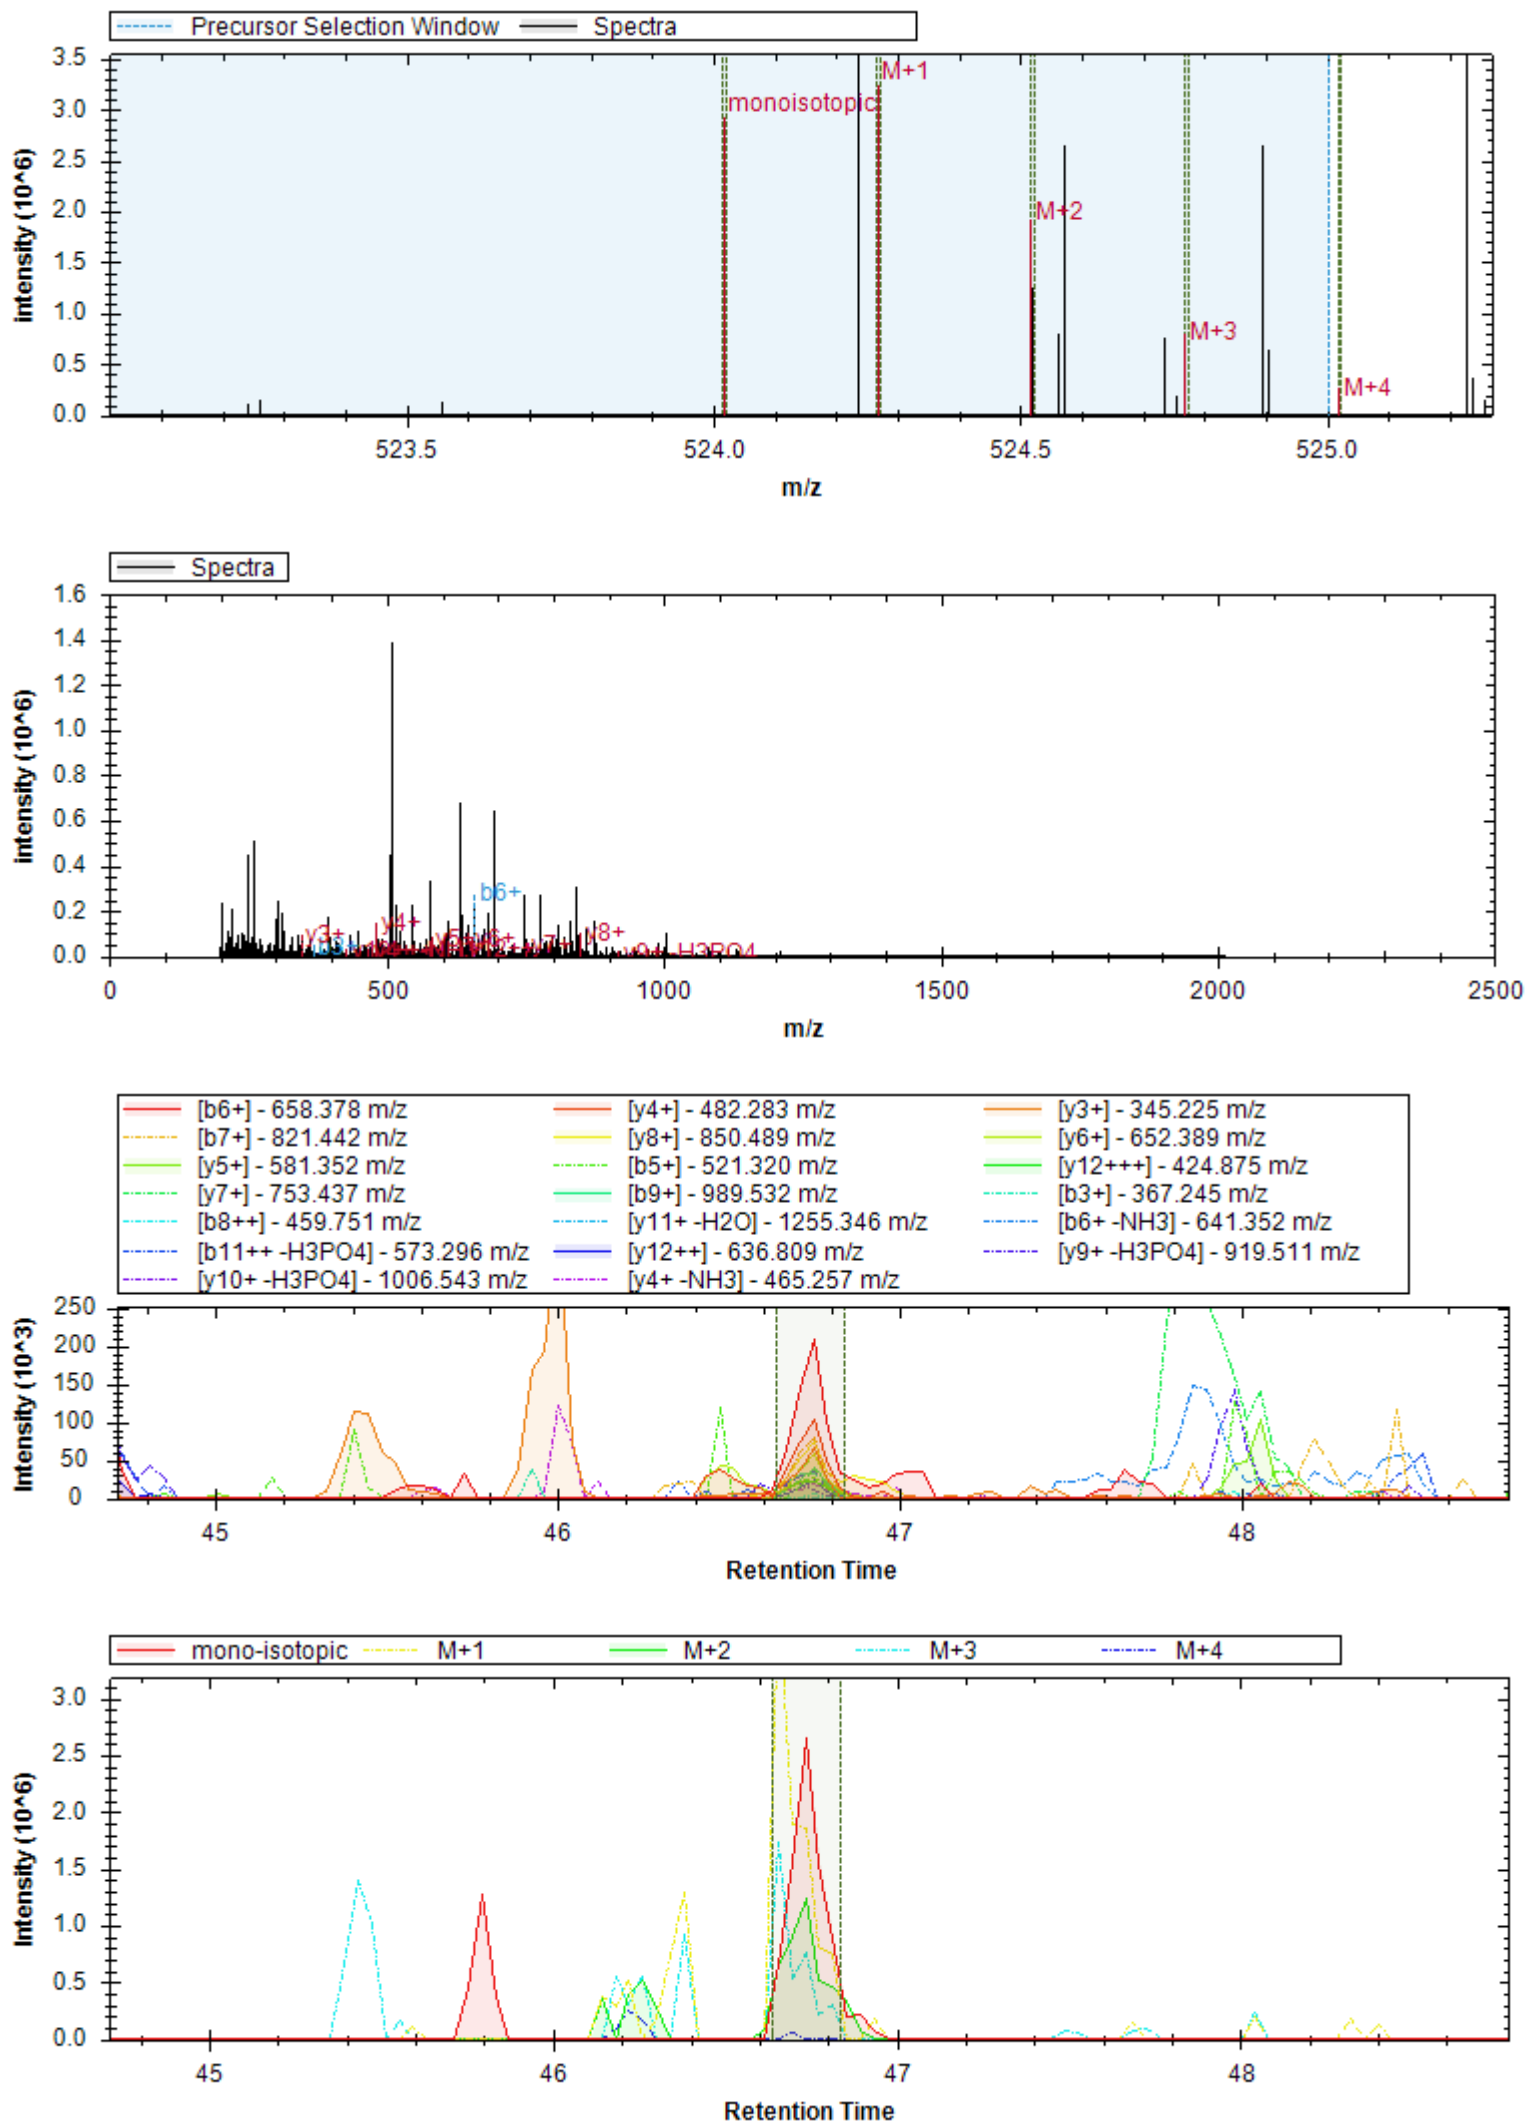 Precursor Selection Window Spectra
3.5
3.0
2.5
2.0
1.5
1.0
0.5
0.0
intensity (10^6)
monoisotopic
M+1
M+2
M+3
M+4
523.5 524.0 524.5 525.0
m/z
Spectra
1.6
1.4
1.2
1.0
0.8
0.6
0.4
0.2
0.0
intensity (10^6)
b6+
y4+
y3+
y8+
y9+ -H3PO4
0 500 1000 1500 2000 2500
m/z
[b6+] - 658.378 m/z [y4+] - 482.283 m/z [y3+] - 345.225 m/z
[b7+] - 821.442 m/z [y8+] - 850.489 m/z [y6+] - 652.389 m/z
[y5+] - 581.352 m/z [b5+] - 521.320 m/z [y12+++] - 424.875 m/z
[y7+] - 753.437 m/z [b9+] - 989.532 m/z [b3+] - 367.245 m/z
[b8++] - 459.751 m/z [y11+ -H2O] - 1255.346 m/z [b6+ -NH3] - 641.352 m/z
[b11++ -H3PO4] - 573.296 m/z [y12++] - 636.809 m/z [y9+ -H3PO4] - 919.511 m/z
[y10+ -H3PO4] - 1006.543 m/z [y4+ -NH3] - 465.257 m/z
250
200
150
100
50
0
Intensity (10^3)
45 46 47 48
Retention Time
mono-isotopic M+1 M+2 M+3 M+4
3.0
2.5
2.0
1.5
1.0
0.5
0.0
Intensity (10^6)
45 46 47 48
Retention Time